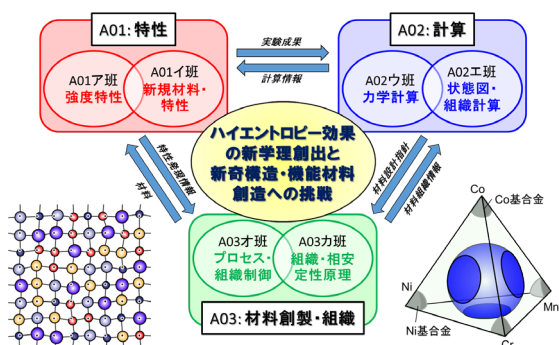 A01: 特性
A01ア班
強度特性
A01イ班
新規材料・
特性
実験成果
計算情報
A02: 計算
A02ウ班
力学計算
A02エ班
状態図・
組織計算
ハイエントロピー効果
の新学理創出と
新奇構造・機能材料
創造への挑戦
特性発現情報
材料
材料設計指針
材料組織情報
A03オ班
プロセス・
組織制御
A03カ班
組織・相安
定性原理
A03: 材料創製・組織
Co
Co基合金
Ni
Ni基合金
Mn
Cr